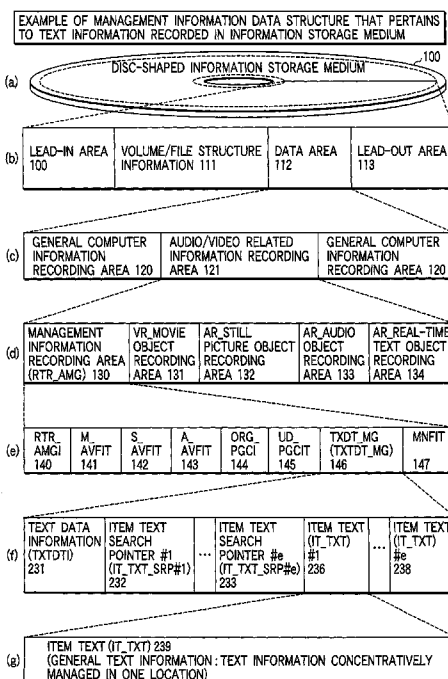 EXAMPLE OF MANAGEMENT INFORMATION DATA STRUCTURE THAT PERTAINS
TO TEXT INFORMATION RECORDED IN INFORMATION STORAGE MEDIUM
100
DISC-SHAPED INFORMATION STORAGE MEDIUM
(a)
(b)
LEAD-IN AREA
100
VOLUME/FILE STRUCTURE
INFORMATION 111
DATA AREA
112
LEAD-OUT AREA
113
(c)
GENERAL COMPUTER
INFORMATION
RECORDING AREA 120
AUDIO/VIDEO RELATED
INFORMATION RECORDING
AREA 121
GENERAL COMPUTER
INFORMATION
RECORDING AREA 120
(d)
MANAGEMENT
INFORMATION
RECORDING AREA
(RTR_AMG) 130
VR_MOVIE
OBJECT
RECORDING
AREA 131
AR_STILL
PICTURE OBJECT
RECORDING
AREA 132
AR_AUDIO
OBJECT
RECORDING
AREA 133
AR_REAL-TIME
TEXT OBJECT
RECORDING
AREA 134
(e)
RTR_
AMGI
140
M_
AVFIT
141
S_
AVFIT
142
A_
AVFIT
143
ORG_
PGCI
144
UD_
PGCIT
145
TXDT_MG
(TXTDT_MG)
146
MNFIT
147
(f)
TEXT DATA
INFORMATION
(TXTDTI)
231
ITEM TEXT
SEARCH
POINTER #1
(IT_TXT_SRP#1)
232
...
ITEM TEXT
SEARCH
POINTER #e
(IT_TXT_SRP#e)
233
ITEM TEXT
(IT_TXT)
#1
236
...
ITEM TEXT
(IT_TXT)
#e
238
(g)
ITEM TEXT (IT_TXT) 239
(GENERAL TEXT INFORMATION : TEXT INFORMATION CONCENTRATIVELY
MANAGED IN ONE LOCATION)